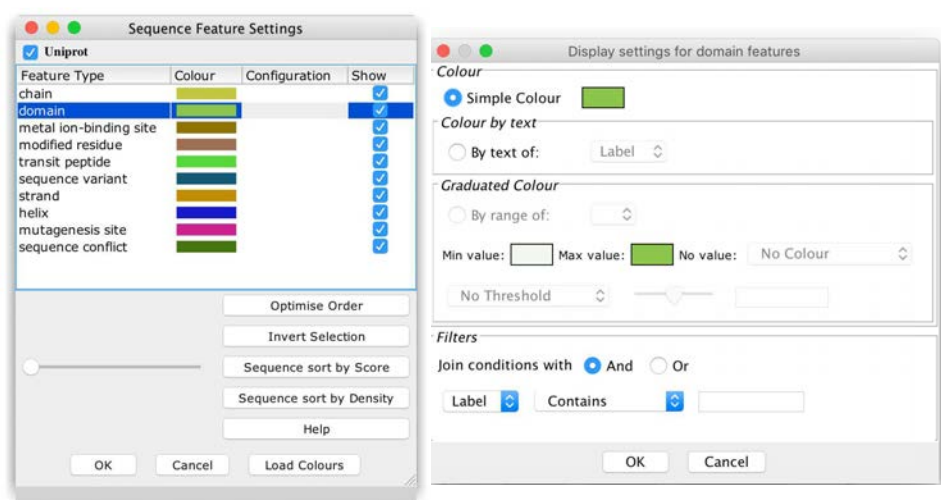 Sequence Feature Settings
Uniprot
Feature Type Colour Configuration Show
chain
domain
metal ion-binding site
modified residue
transit peptide
sequence variant
strand
helix
mutagenesis site
sequence conflict
Optimise Order
Invert Selection
Sequence sort by Score
Sequence sort by Density
Help
OK Cancel Load Colours
Display settings for domain features
Colour
Simple Colour
Colour by text
By text of: Label
Graduated Colour
By range of:
Min value: Max value: No value: No Colour
No Threshold
Filters
Join conditions with And Or
Label Contains
OK Cancel